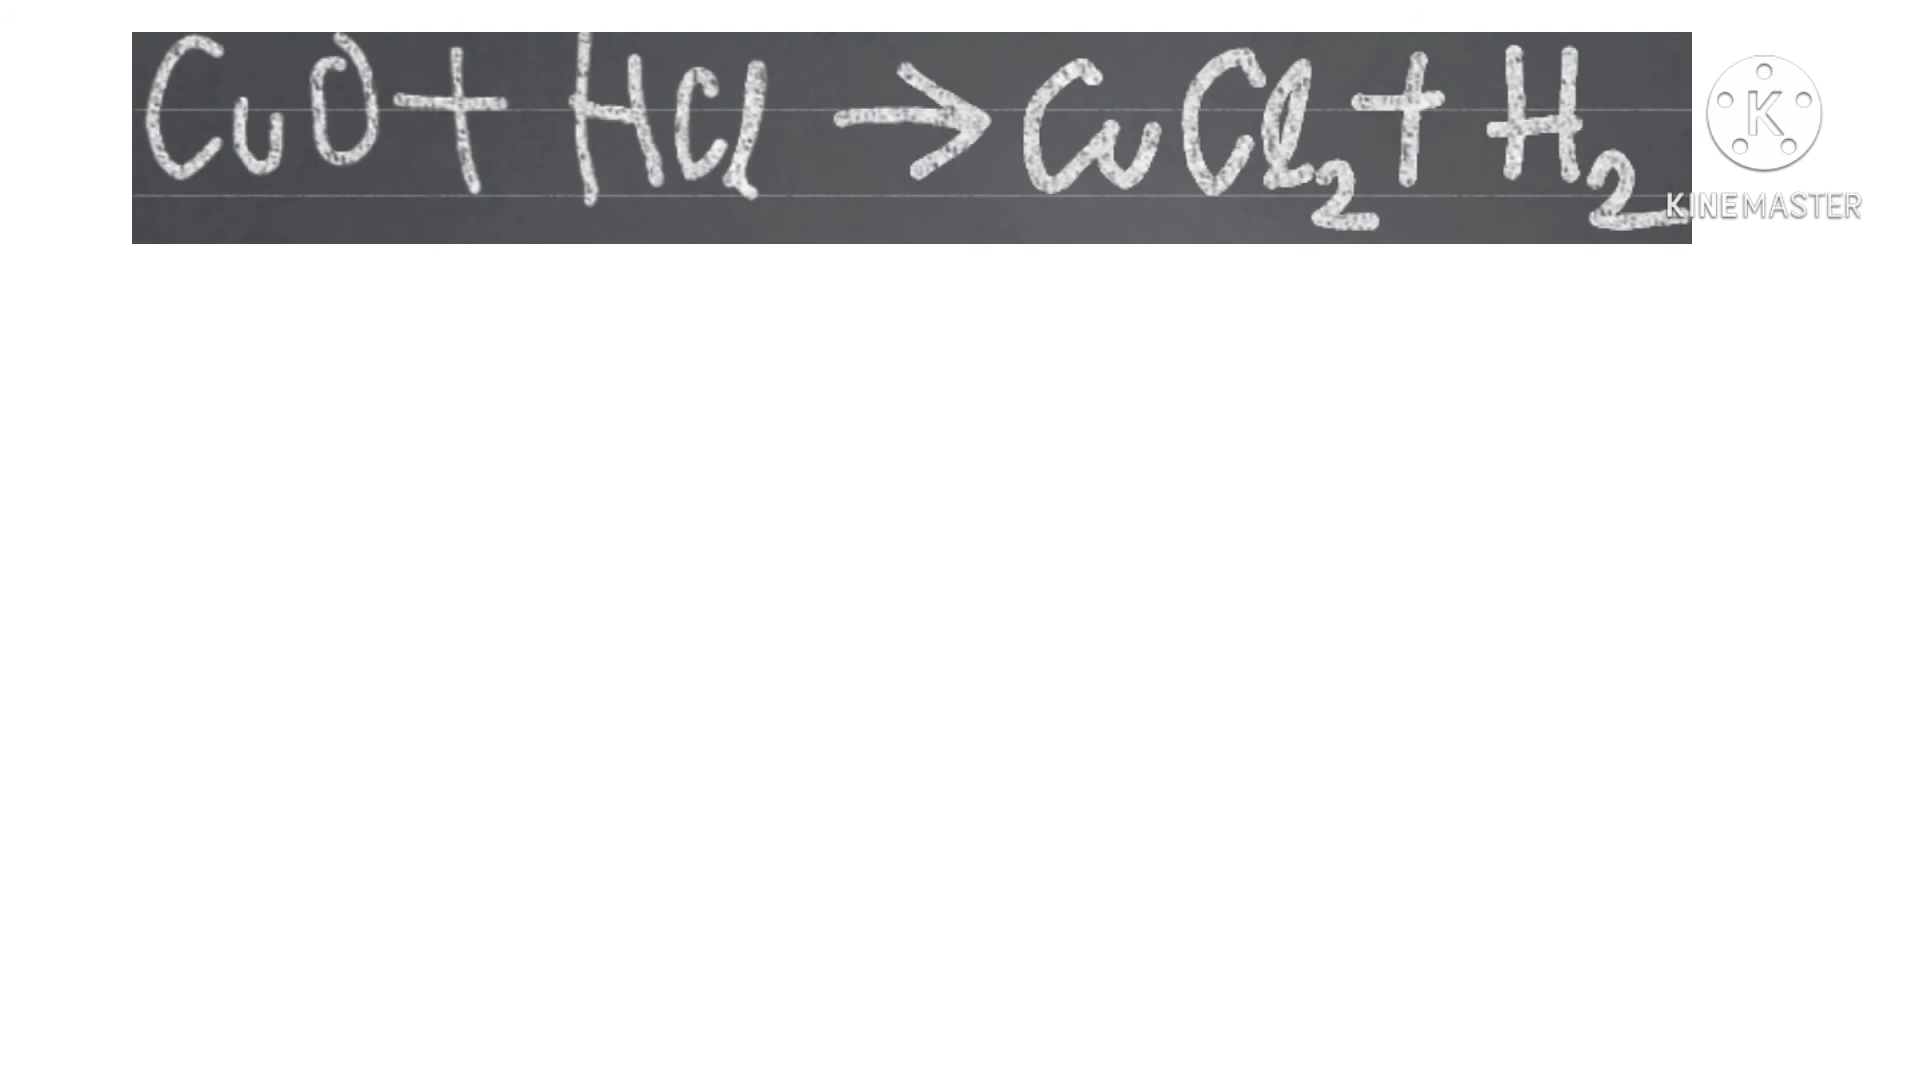 CuO + HCl → CuCl₂ + H₂
K
KINEMASTER